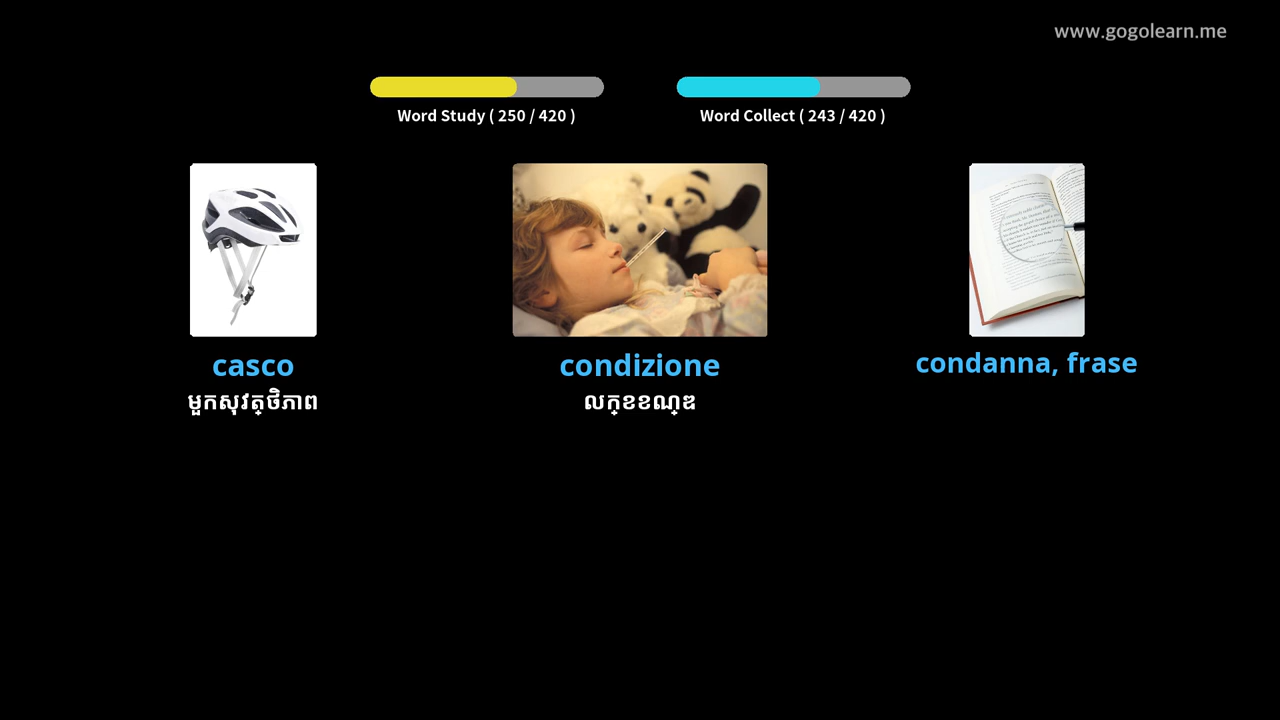 www.gogolearn.me
Word Study ( 250 / 420 )
Word Collect ( 243 / 420 )
casco
condizione
condanna, frase
មួកសុវត្ថិភាព
លក្ខខណ្ឌ